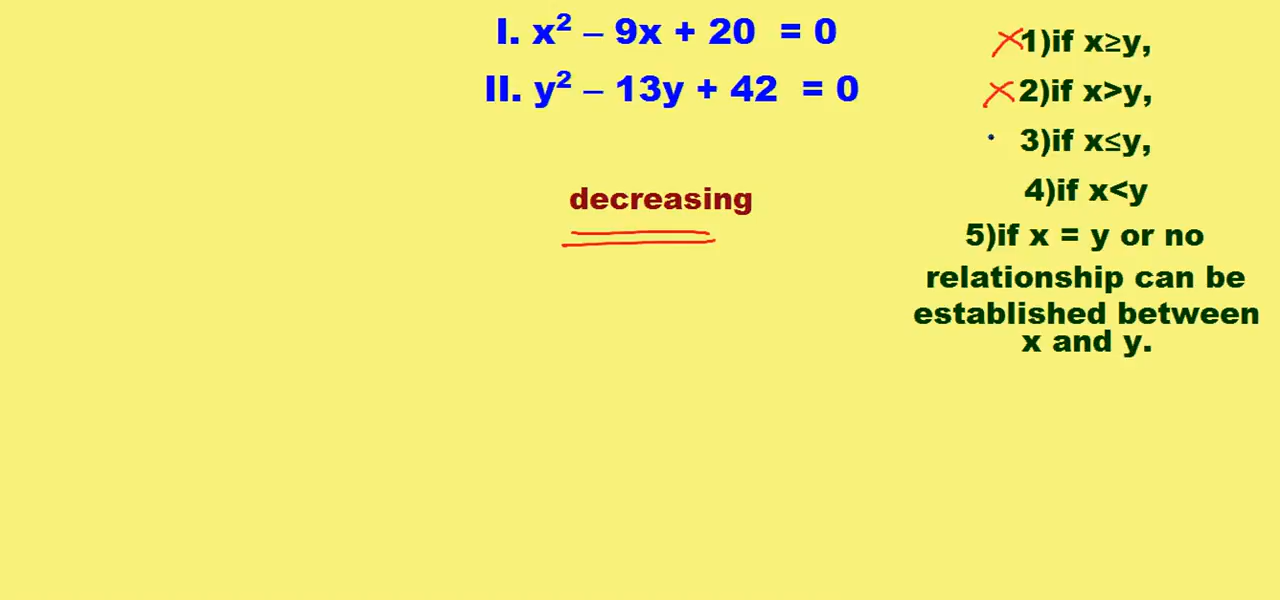 I. x² – 9x + 20 = 0
II. y² – 13y + 42 = 0
decreasing
1)if x≥y,
2)if x>y,
3)if x≤y,
4)if x<y
5)if x = y or no
relationship can be
established between
x and y.